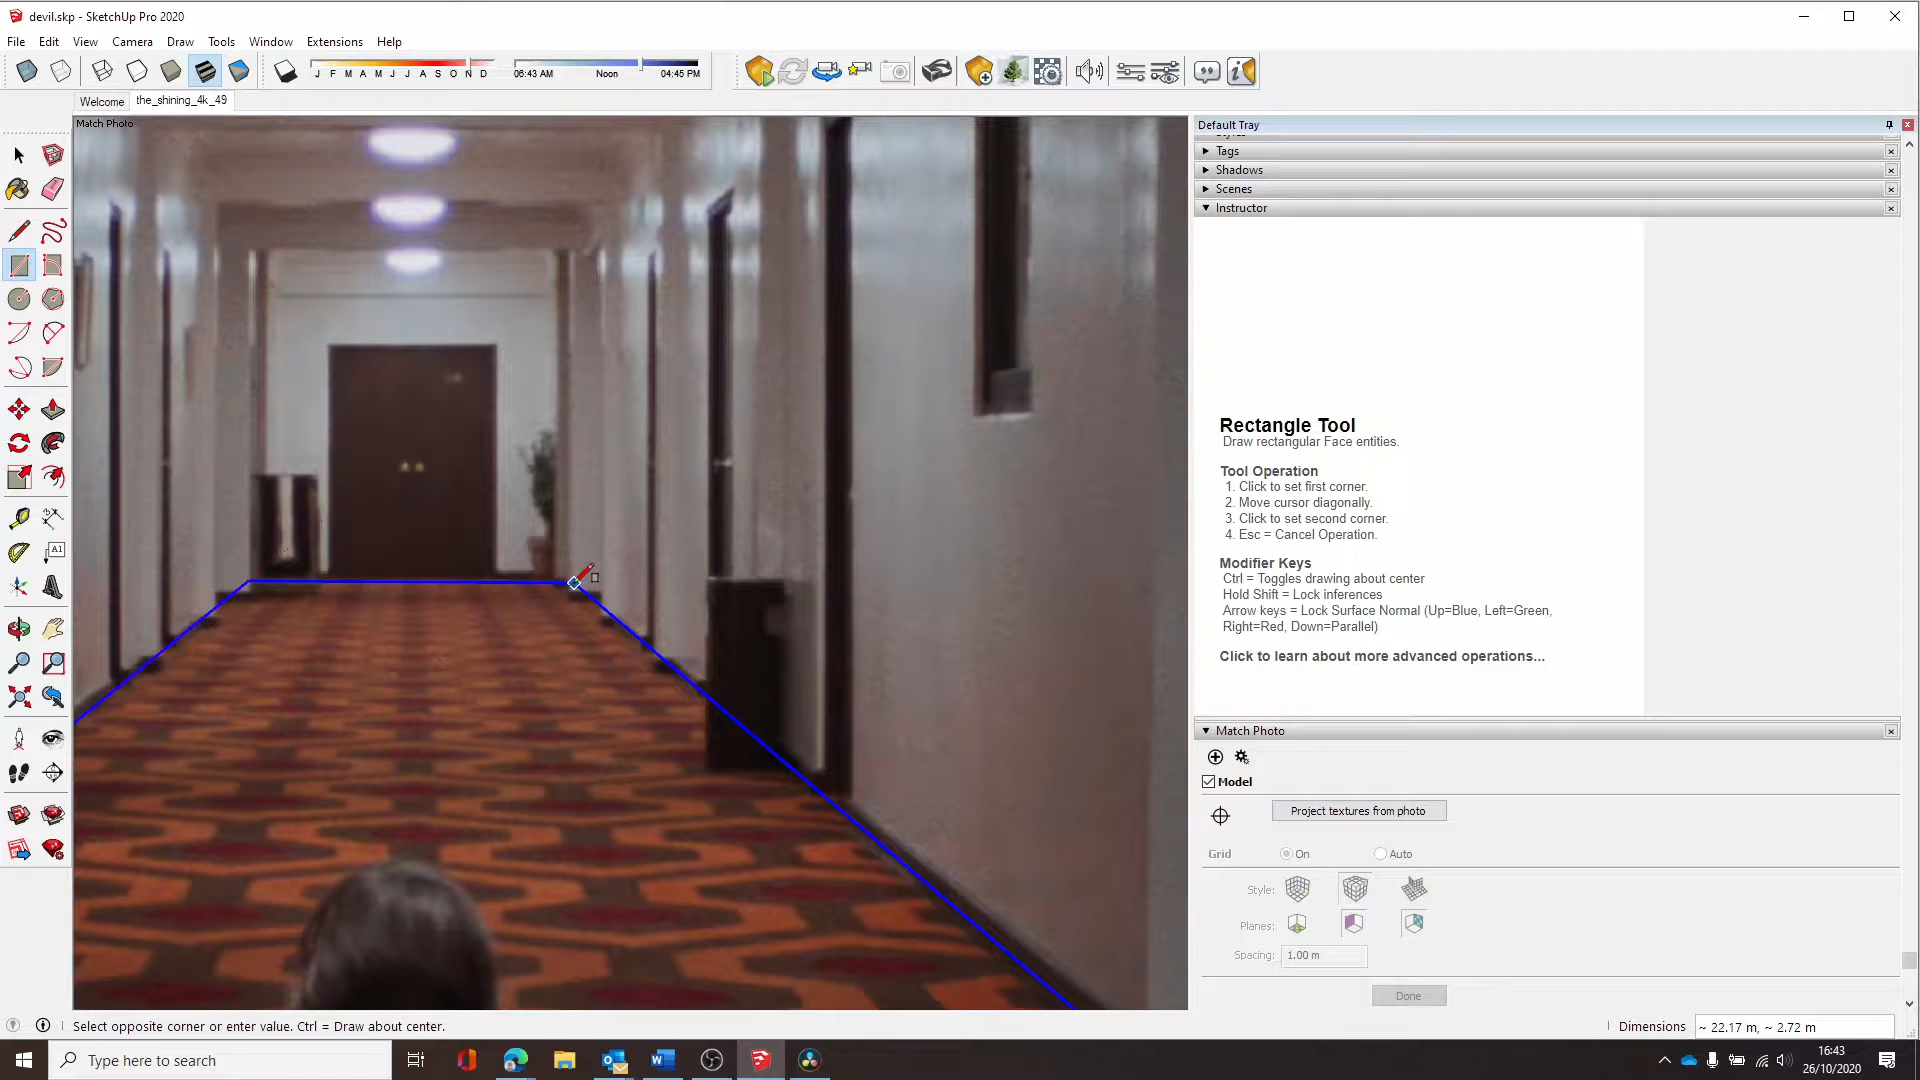 devil.skp - SketchUp Pro 2020
File Edit View Camera Draw Tools Window Extensions Help
J F M A M J J A S O N D 06:43 AM Noon 04:45 PM
Welcome the_shining_4k_49
Match Photo
Default Tray
Tags
Shadows
Scenes
Instructor
Rectangle Tool
Draw rectangular Face entities.
Tool Operation
1. Click to set first corner.
2. Move cursor diagonally.
3. Click to set second corner.
4. Esc = Cancel Operation.
Modifier Keys
Ctrl = Toggles drawing about center
Hold Shift = Lock inferences
Arrow keys = Lock Surface Normal (Up=Blue, Left=Green,
Right=Red, Down=Parallel)
Click to learn about more advanced operations...
Match Photo
Model
Project textures from photo
Grid On Auto
Style:
Planes:
Spacing: 1.00 m
Done
Select opposite corner or enter value. Ctrl = Draw about center.
Dimensions ~ 22.17 m, ~ 2.72 m
Type here to search
16:43
26/10/2020